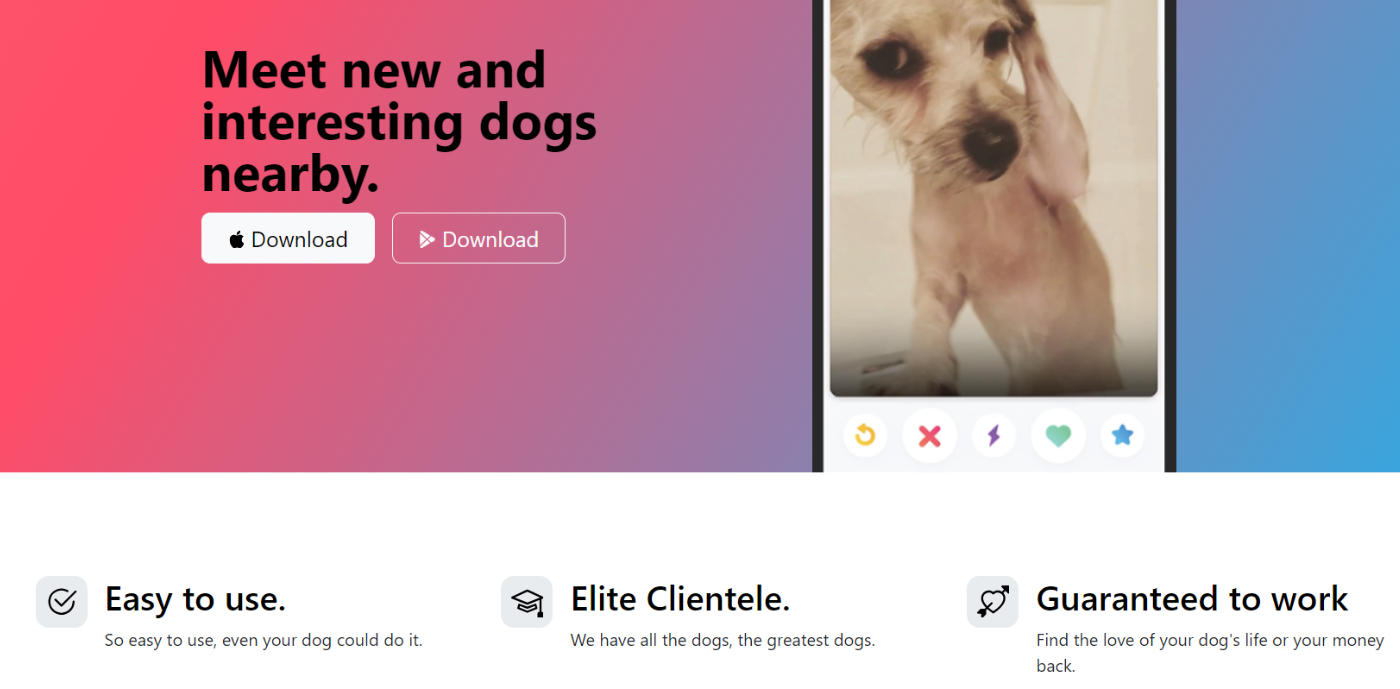 Meet new and
interesting dogs
nearby.
Download
Download
Easy to use.
So easy to use, even your dog could do it.
Elite Clientele.
We have all the dogs, the greatest dogs.
Guaranteed to work
Find the love of your dog's life or your money
back.